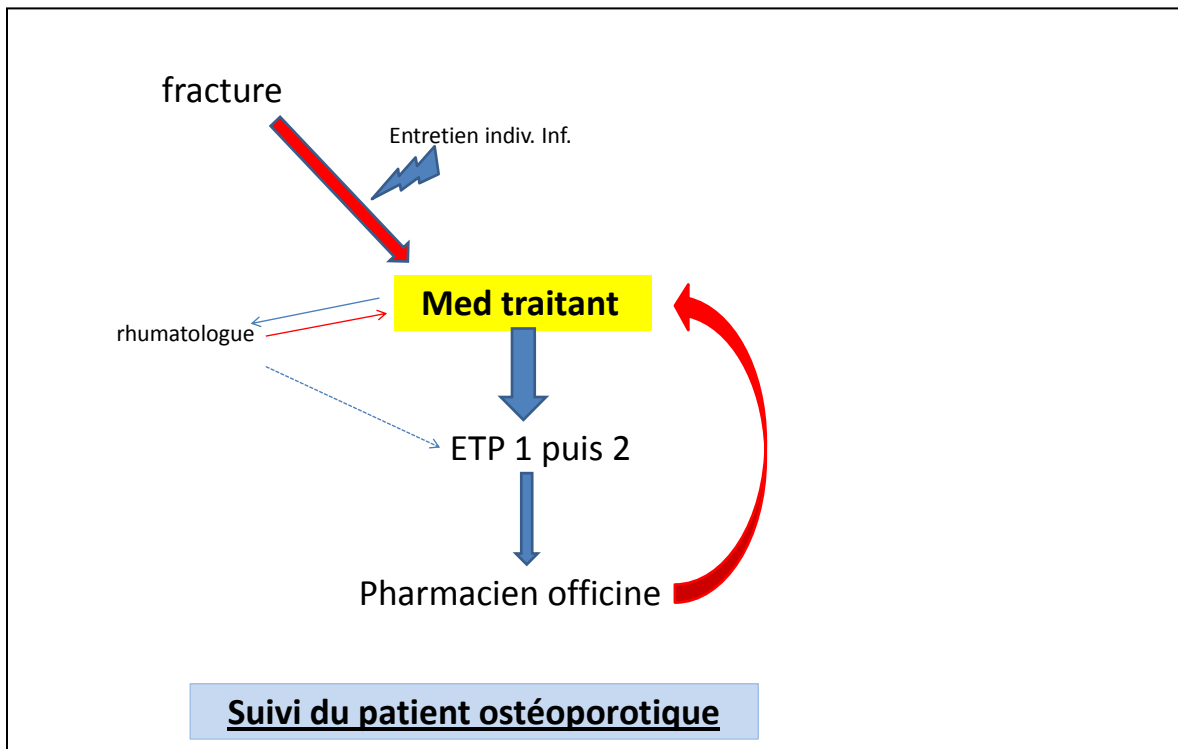 fracture
Entretien indiv. Inf.
Med traitant
rhumatologue
ETP 1 puis 2
Pharmacien officine
Suivi du patient ostéoporotique